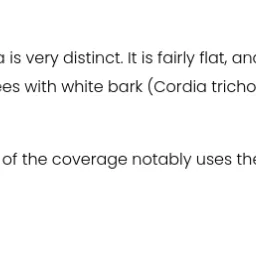 is very distinct. It is fairly flat, and
with white bark (Cordia tricho
of the coverage notably uses the